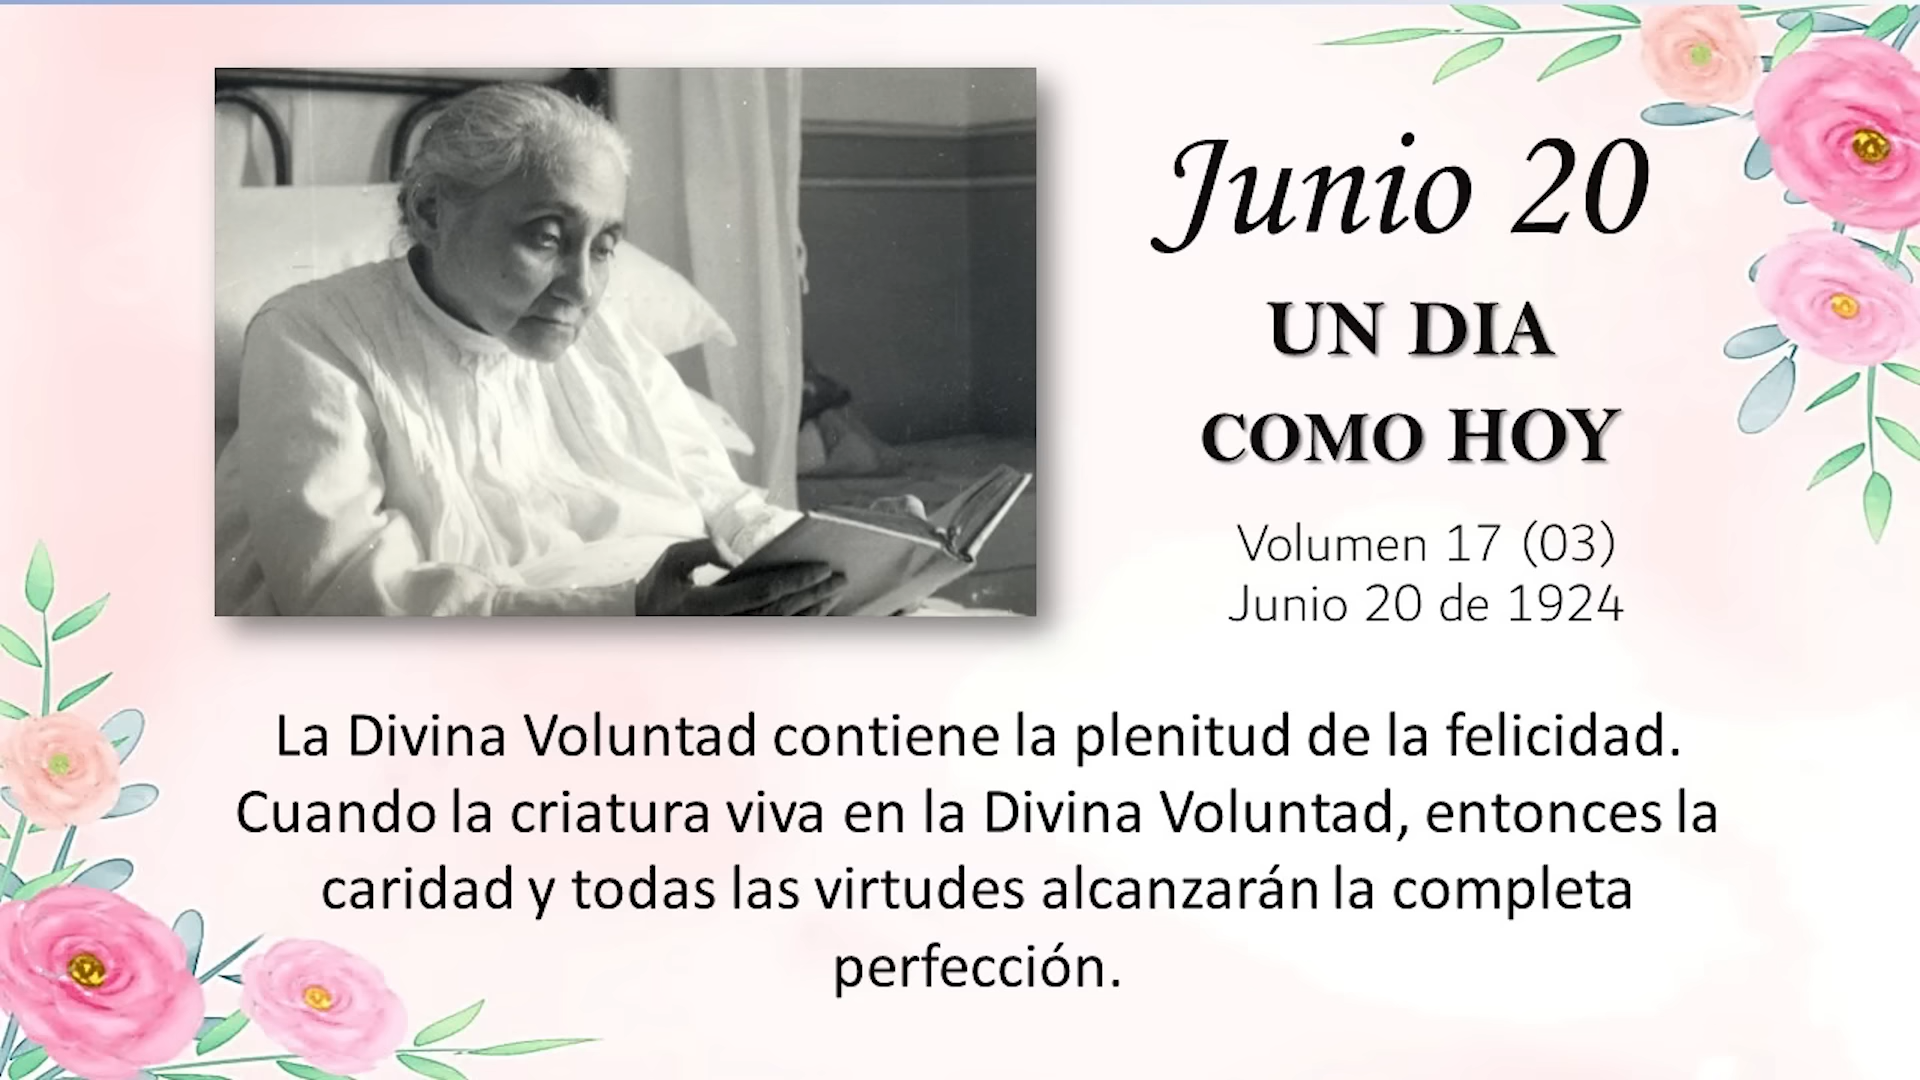 Junio 20
UN DIA
COMO HOY
Volumen 17 (03)
Junio 20 de 1924
La Divina Voluntad contiene la plenitud de la felicidad.
Cuando la criatura viva en la Divina Voluntad, entonces la
caridad y todas las virtudes alcanzarán la completa
perfección.